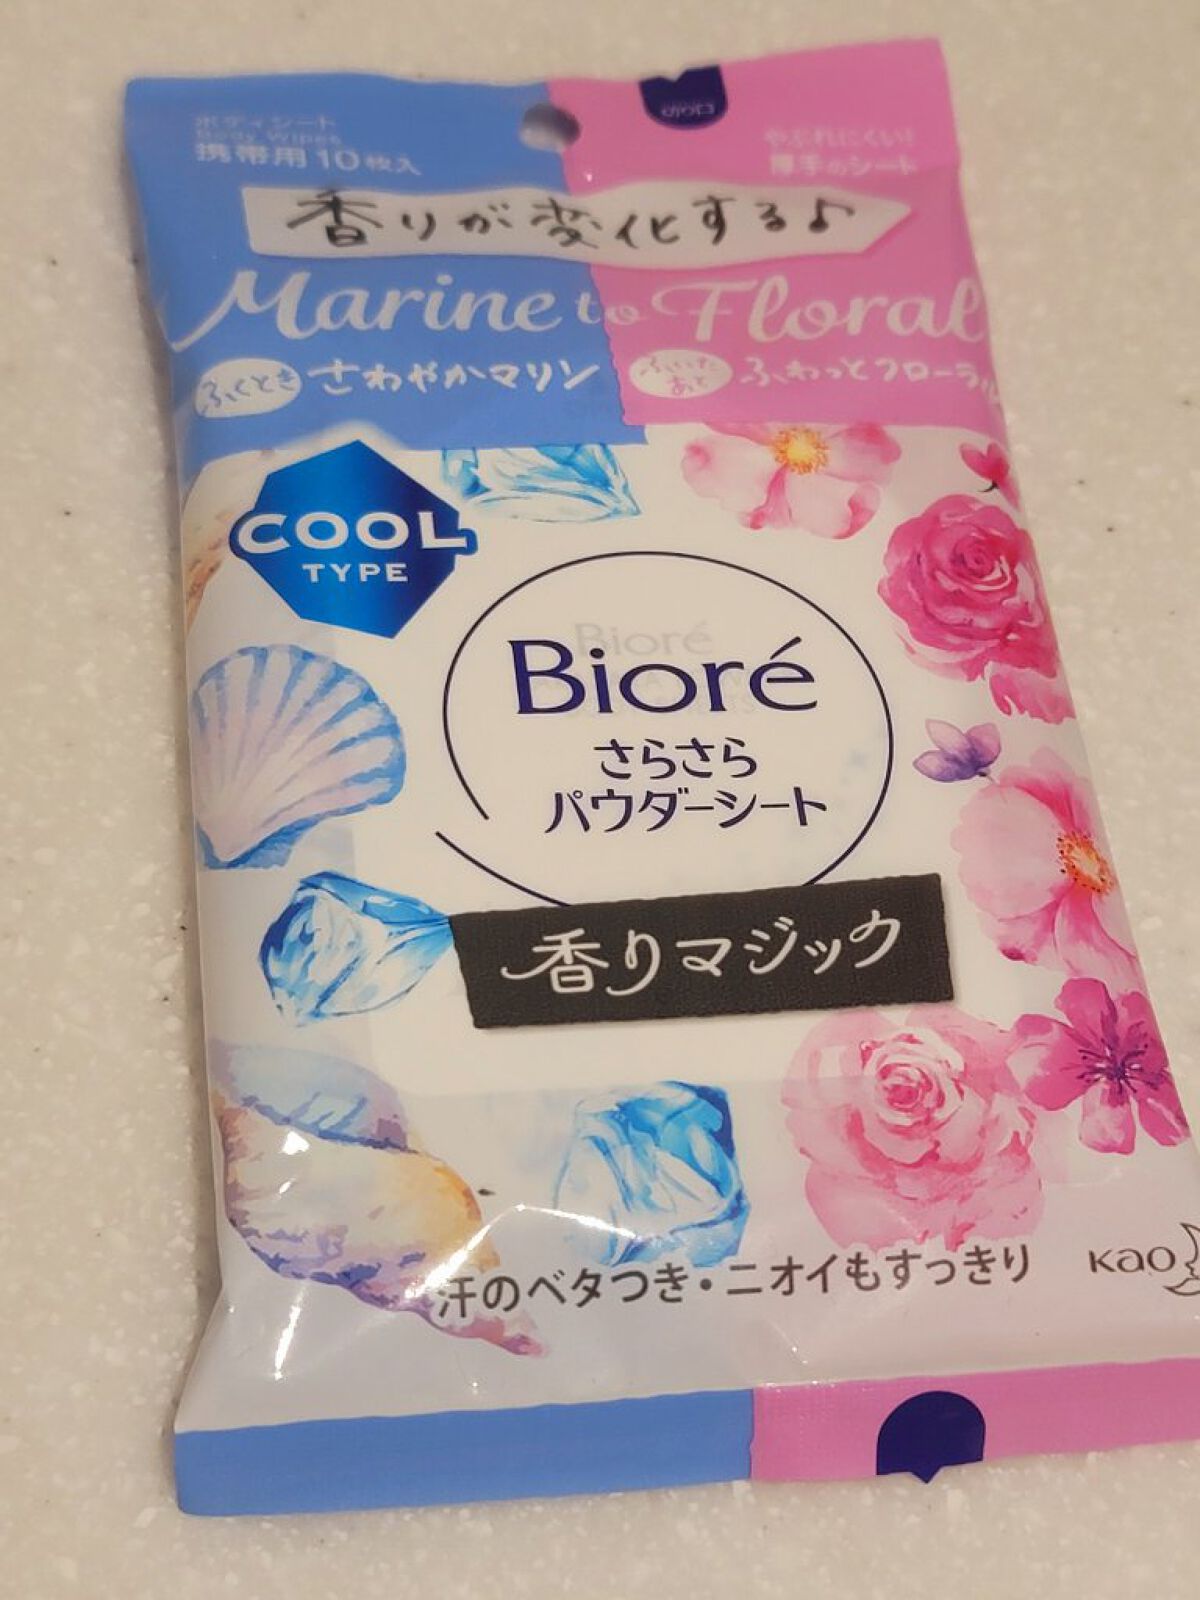 ボディシート
Body Wipes
携帯用 10枚入
やぶれにくい!
厚手のシート
香りが変化する♪
Marine to Floral
ふくとき さわやかマリン
ふいたあと ふわっとフローラル
COOL
TYPE
Bioré
さらさら
パウダーシート
香りマジック
汗のベタつき・ニオイもすっきり
Kao